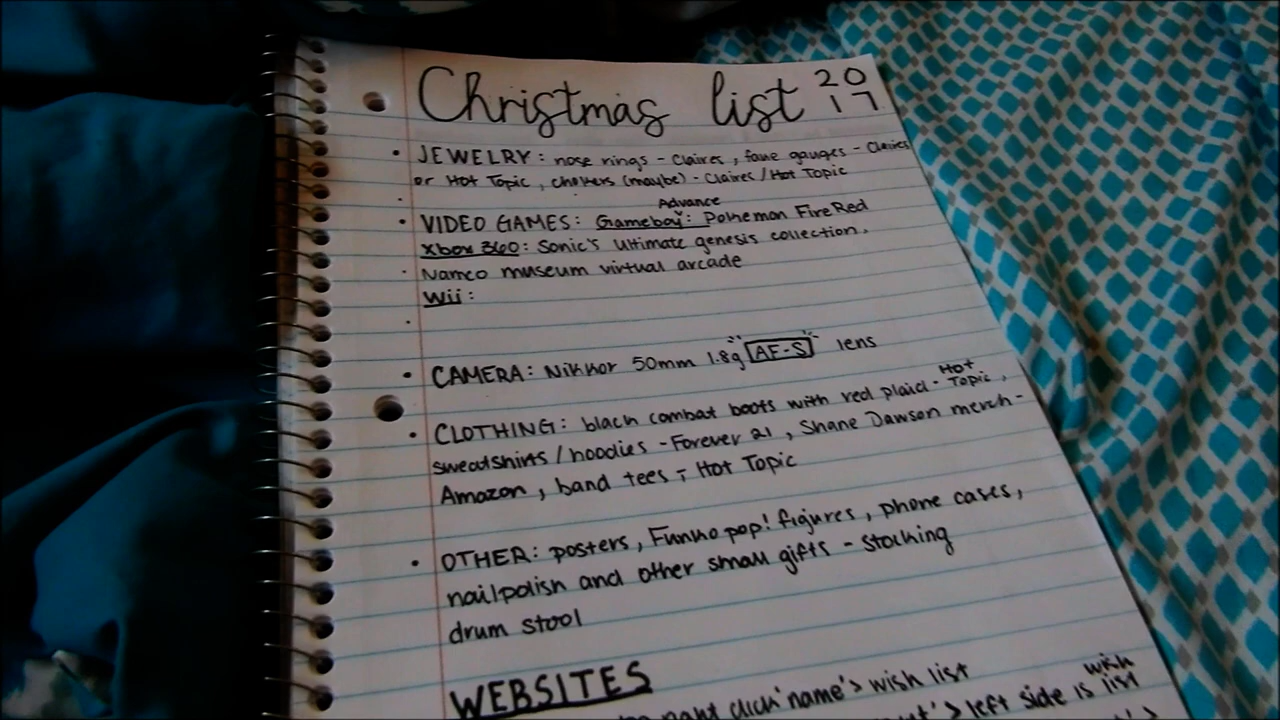 Christmas list 20
17
• JEWELRY: nose rings - Claires, fake gauges - Claires
or Hot Topic, chokers (maybe) - Claires / Hot Topic
Advance
• VIDEO GAMES: Gameboy: Pokemon Fire Red
Xbox 360: Sonic's Ultimate genesis collection,
Namco museum virtual arcade
Wii:
• CAMERA: Nikkor 50mm 1.8g "AF-S" lens
Hot
• CLOTHING: black combat boots with red plaid - Topic,
sweatshirts / hoodies - Forever 21, Shane Dawson merch -
Amazon, band tees - Hot Topic
• OTHER: posters, Funko pop! figures, phone cases,
nailpolish and other small gifts - stocking
drum stool
WEBSITES
want click 'name's wish list
wish
> left side is list